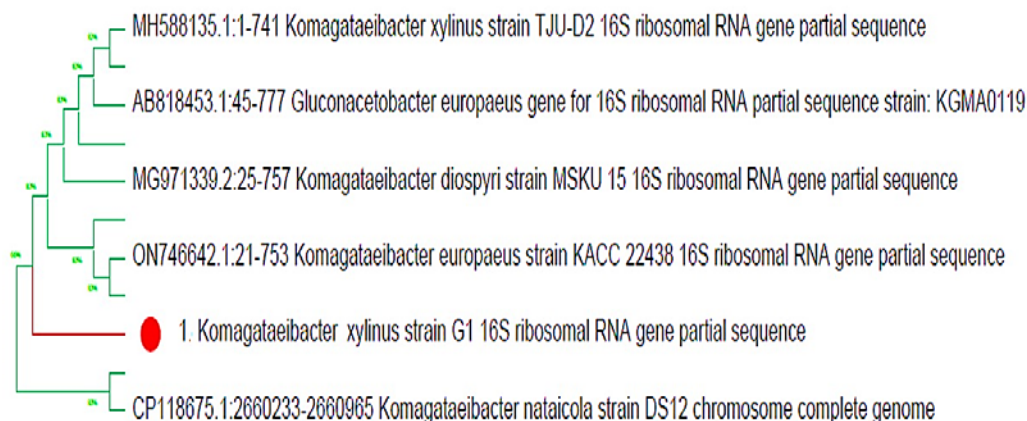 MH588135.1:1-741 Komagataeibacter xylinus strain TJU-D2 16S ribosomal RNA gene partial sequence
AB818453.1:45-777 Gluconacetobacter europaeus gene for 16S ribosomal RNA partial sequence strain: KGMA0119
MG971339.2:25-757 Komagataeibacter diospyri strain MSKU 15 16S ribosomal RNA gene partial sequence
ON746642.1:21-753 Komagataeibacter europaeus strain KACC 22438 16S ribosomal RNA gene partial sequence
1. Komagataeibacter xylinus strain G1 16S ribosomal RNA gene partial sequence
CP118675.1:2660233-2660965 Komagataeibacter nataicola strain DS12 chromosome complete genome